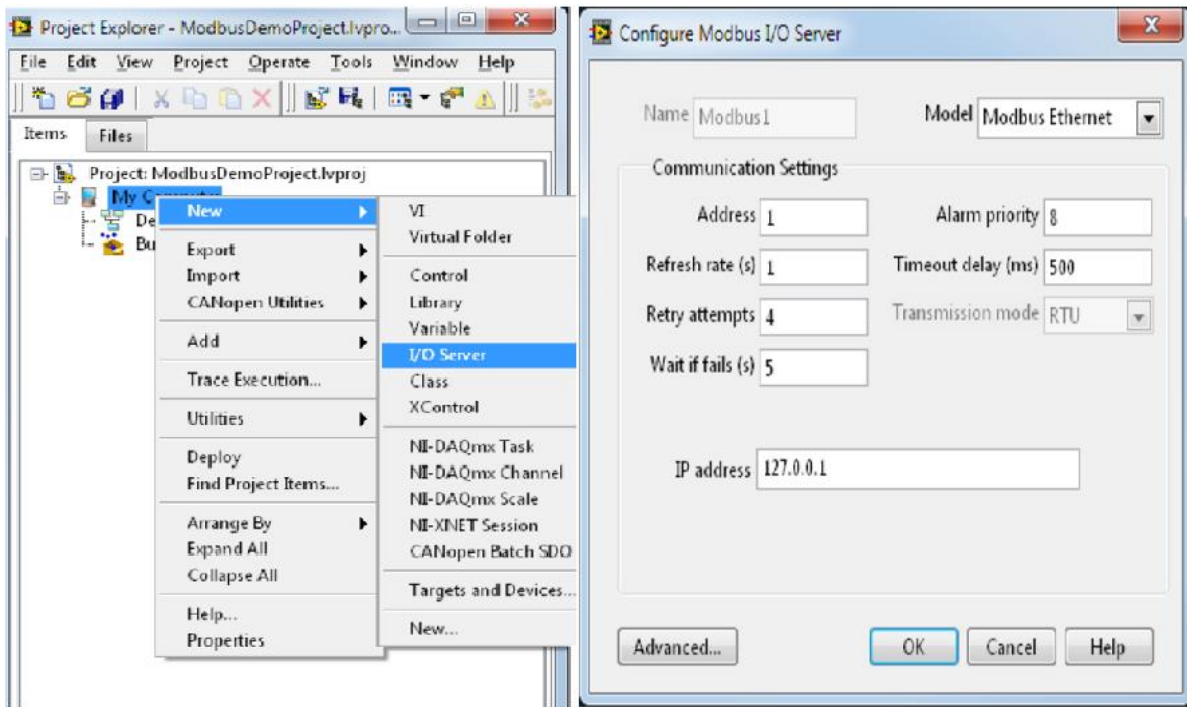 Project Explorer - ModbusDemoProject.lvpro...
File Edit View Project Operate Tools Window Help
Items Files
Project: ModbusDemoProject.lvproj
My
De
Bu
New
Export
Import
CANopen Utilities
Add
Trace Execution...
Utilities
Deploy
Find Project Items...
Arrange By
Expand All
Collapse All
Help...
Properties
VI
Virtual Folder
Control
Library
Variable
I/O Server
Class
XControl
NI-DAQmx Task
NI-DAQmx Channel
NI-DAQmx Scale
NI-XNET Session
CANopen Batch SDO
Targets and Devices...
New...
Configure Modbus I/O Server
Name Modbus1 Model Modbus Ethernet
Communication Settings
Address 1 Alarm priority 8
Refresh rate (s) 1 Timeout delay (ms) 500
Retry attempts 4 Transmission mode RTU
Wait if fails (s) 5
IP address 127.0.0.1
Advanced... OK Cancel Help